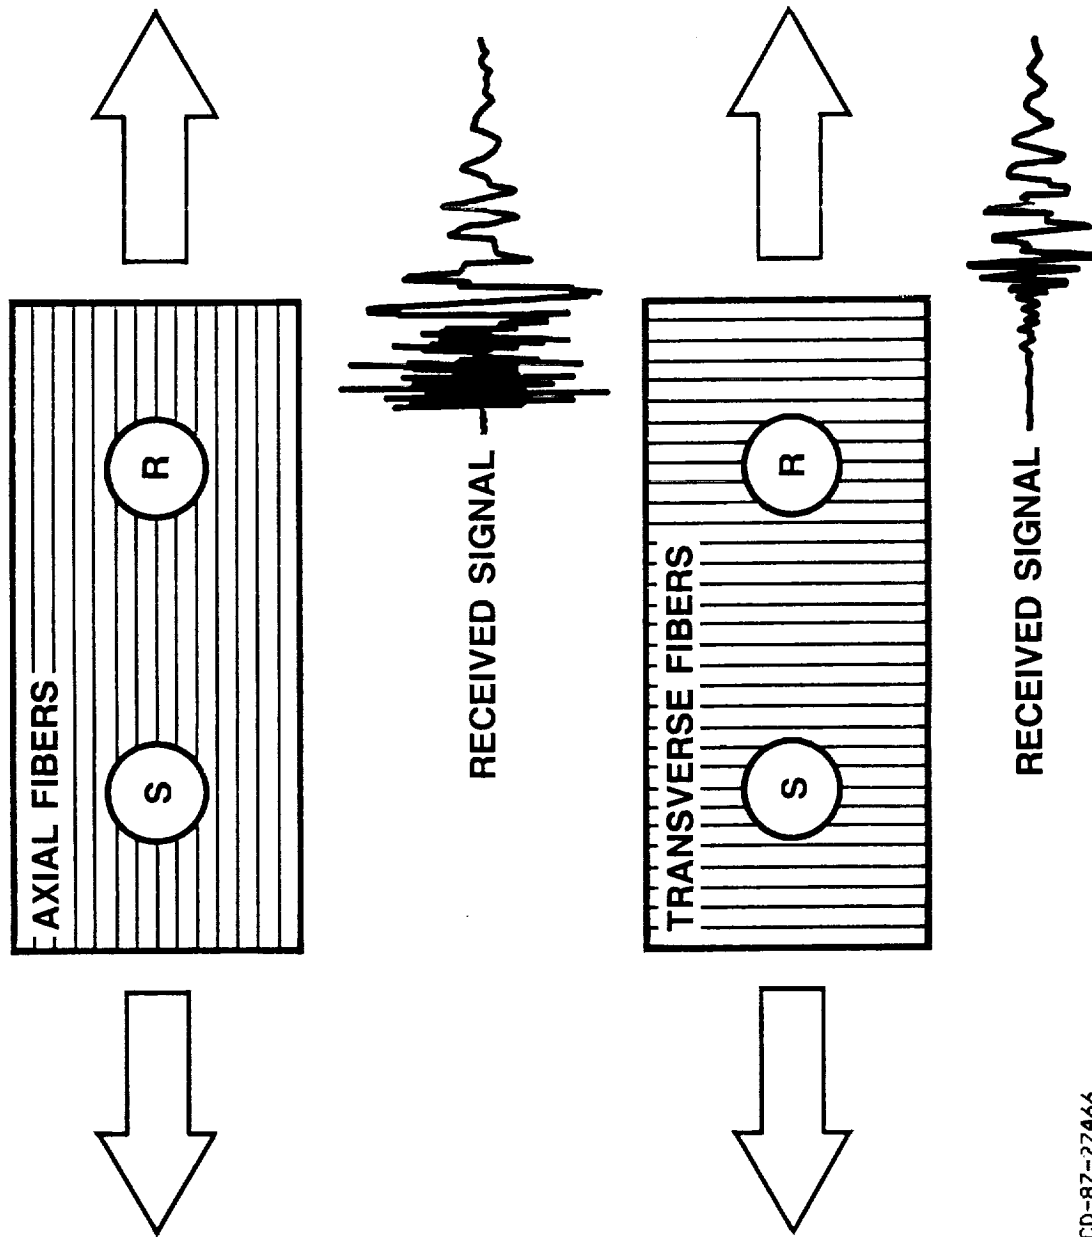 AXIAL FIBERS
S
R
RECEIVED SIGNAL
TRANSVERSE FIBERS
S
R
RECEIVED SIGNAL
CD-87-27466